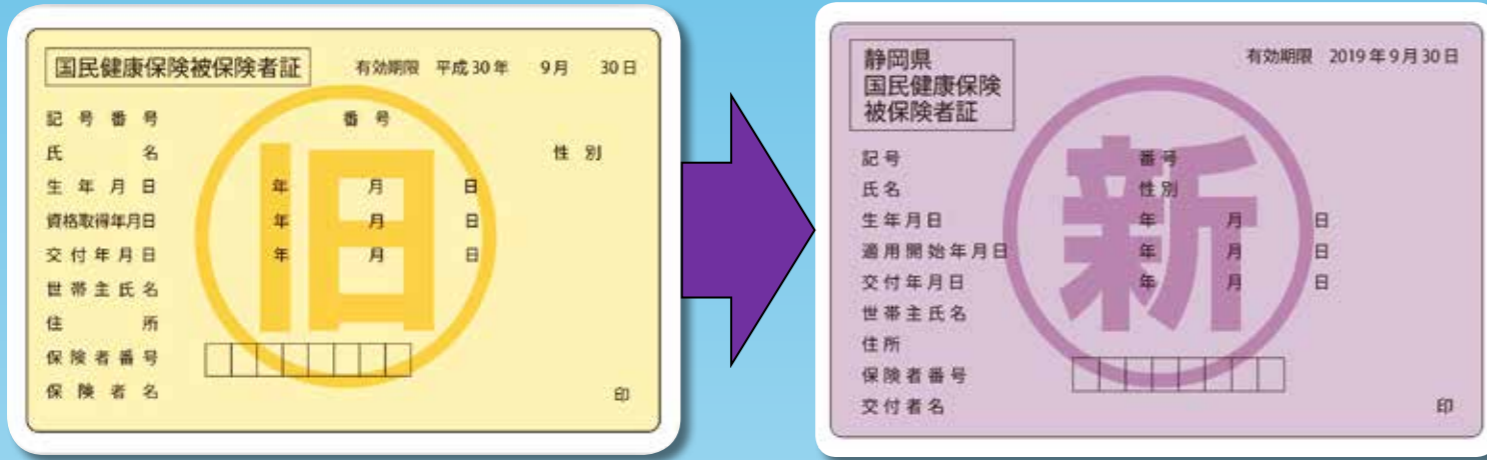 国民健康保険被保険者証 有効期限 平成30年 9月 30日
記号番号 番号
氏名 性別
生年月日 年 月 日
資格取得年月日 年 月 日
交付年月日 年 月 日
世帯主氏名
住所
保険者番号
保険者名 印
旧
静岡県
国民健康保険
被保険者証
有効期限 2019年9月30日
記号 番号
氏名 性別
生年月日 年 月 日
適用開始年月日 年 月 日
交付年月日 年 月 日
世帯主氏名
住所
保険者番号
交付者名 印
新